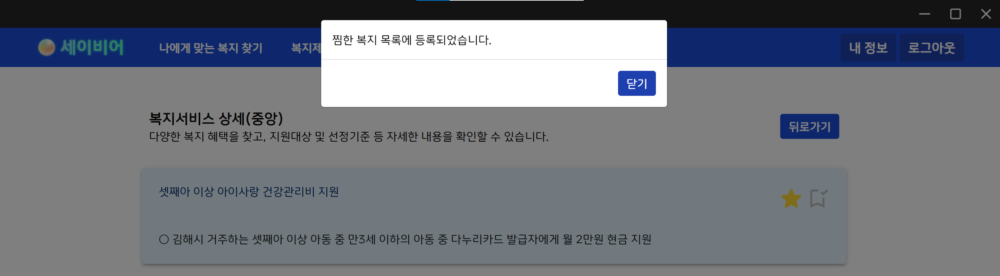 세이비어
나에게 맞는 복지 찾기
복지제
내 정보
로그아웃
찜한 복지 목록에 등록되었습니다.
닫기
복지서비스 상세(중앙)
다양한 복지 혜택을 찾고, 지원대상 및 선정기준 등 자세한 내용을 확인할 수 있습니다.
뒤로가기
셋째아 이상 아이사랑 건강관리비 지원
○ 김해시 거주하는 셋째아 이상 아동 중 만3세 이하의 아동 중 다누리카드 발급자에게 월 2만원 현금 지원